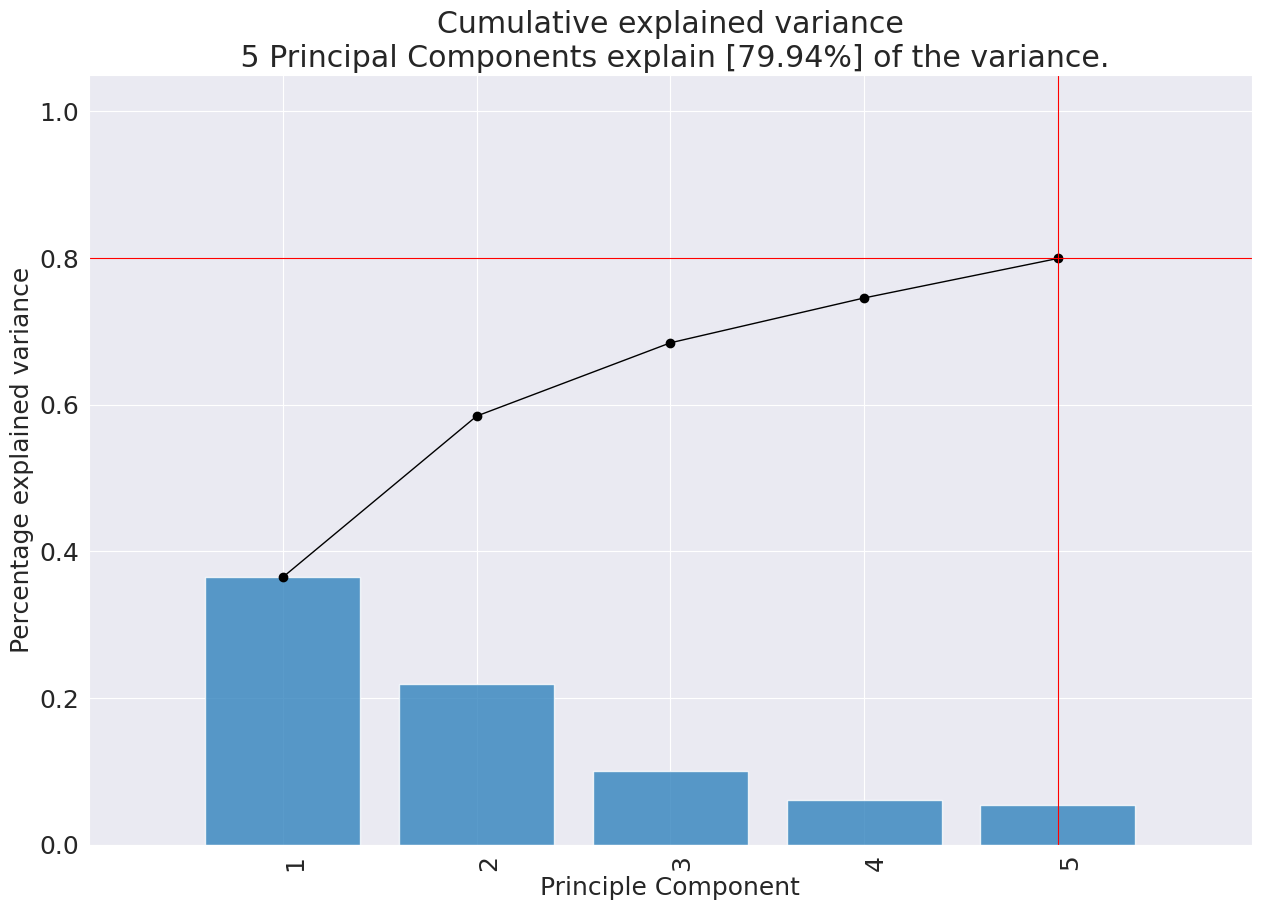 Cumulative explained variance
5 Principal Components explain [79.94%] of the variance.
Percentage explained variance
1.0
0.8
0.6
0.4
0.2
0.0
1 2 3 4 5
Principle Component